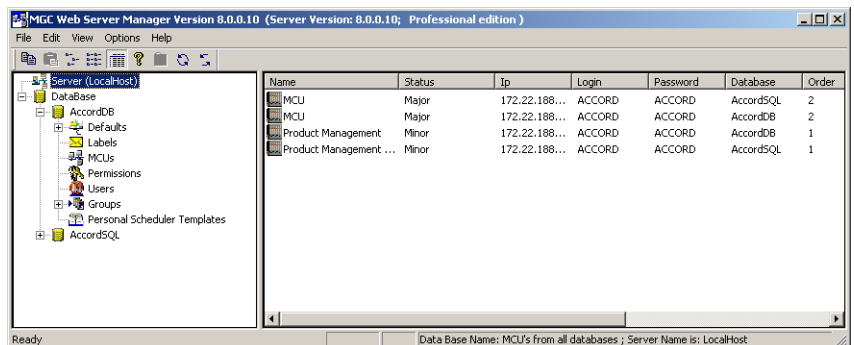 MGC Web Server Manager Version 8.0.0.10 (Server Version: 8.0.0.10; Professional edition )
File Edit View Options Help
Server (LocalHost)
DataBase
AccordDB
Defaults
Labels
MCUs
Permissions
Users
Groups
Personal Scheduler Templates
AccordSQL
Name Status Ip Login Password Database Order
MCU Major 172.22.188... ACCORD ACCORD AccordSQL 2
MCU Major 172.22.188... ACCORD ACCORD AccordDB 2
Product Management Minor 172.22.188... ACCORD ACCORD AccordDB 1
Product Management ... Minor 172.22.188... ACCORD ACCORD AccordSQL 1
Ready Data Base Name: MCU's from all databases ; Server Name is: LocalHost